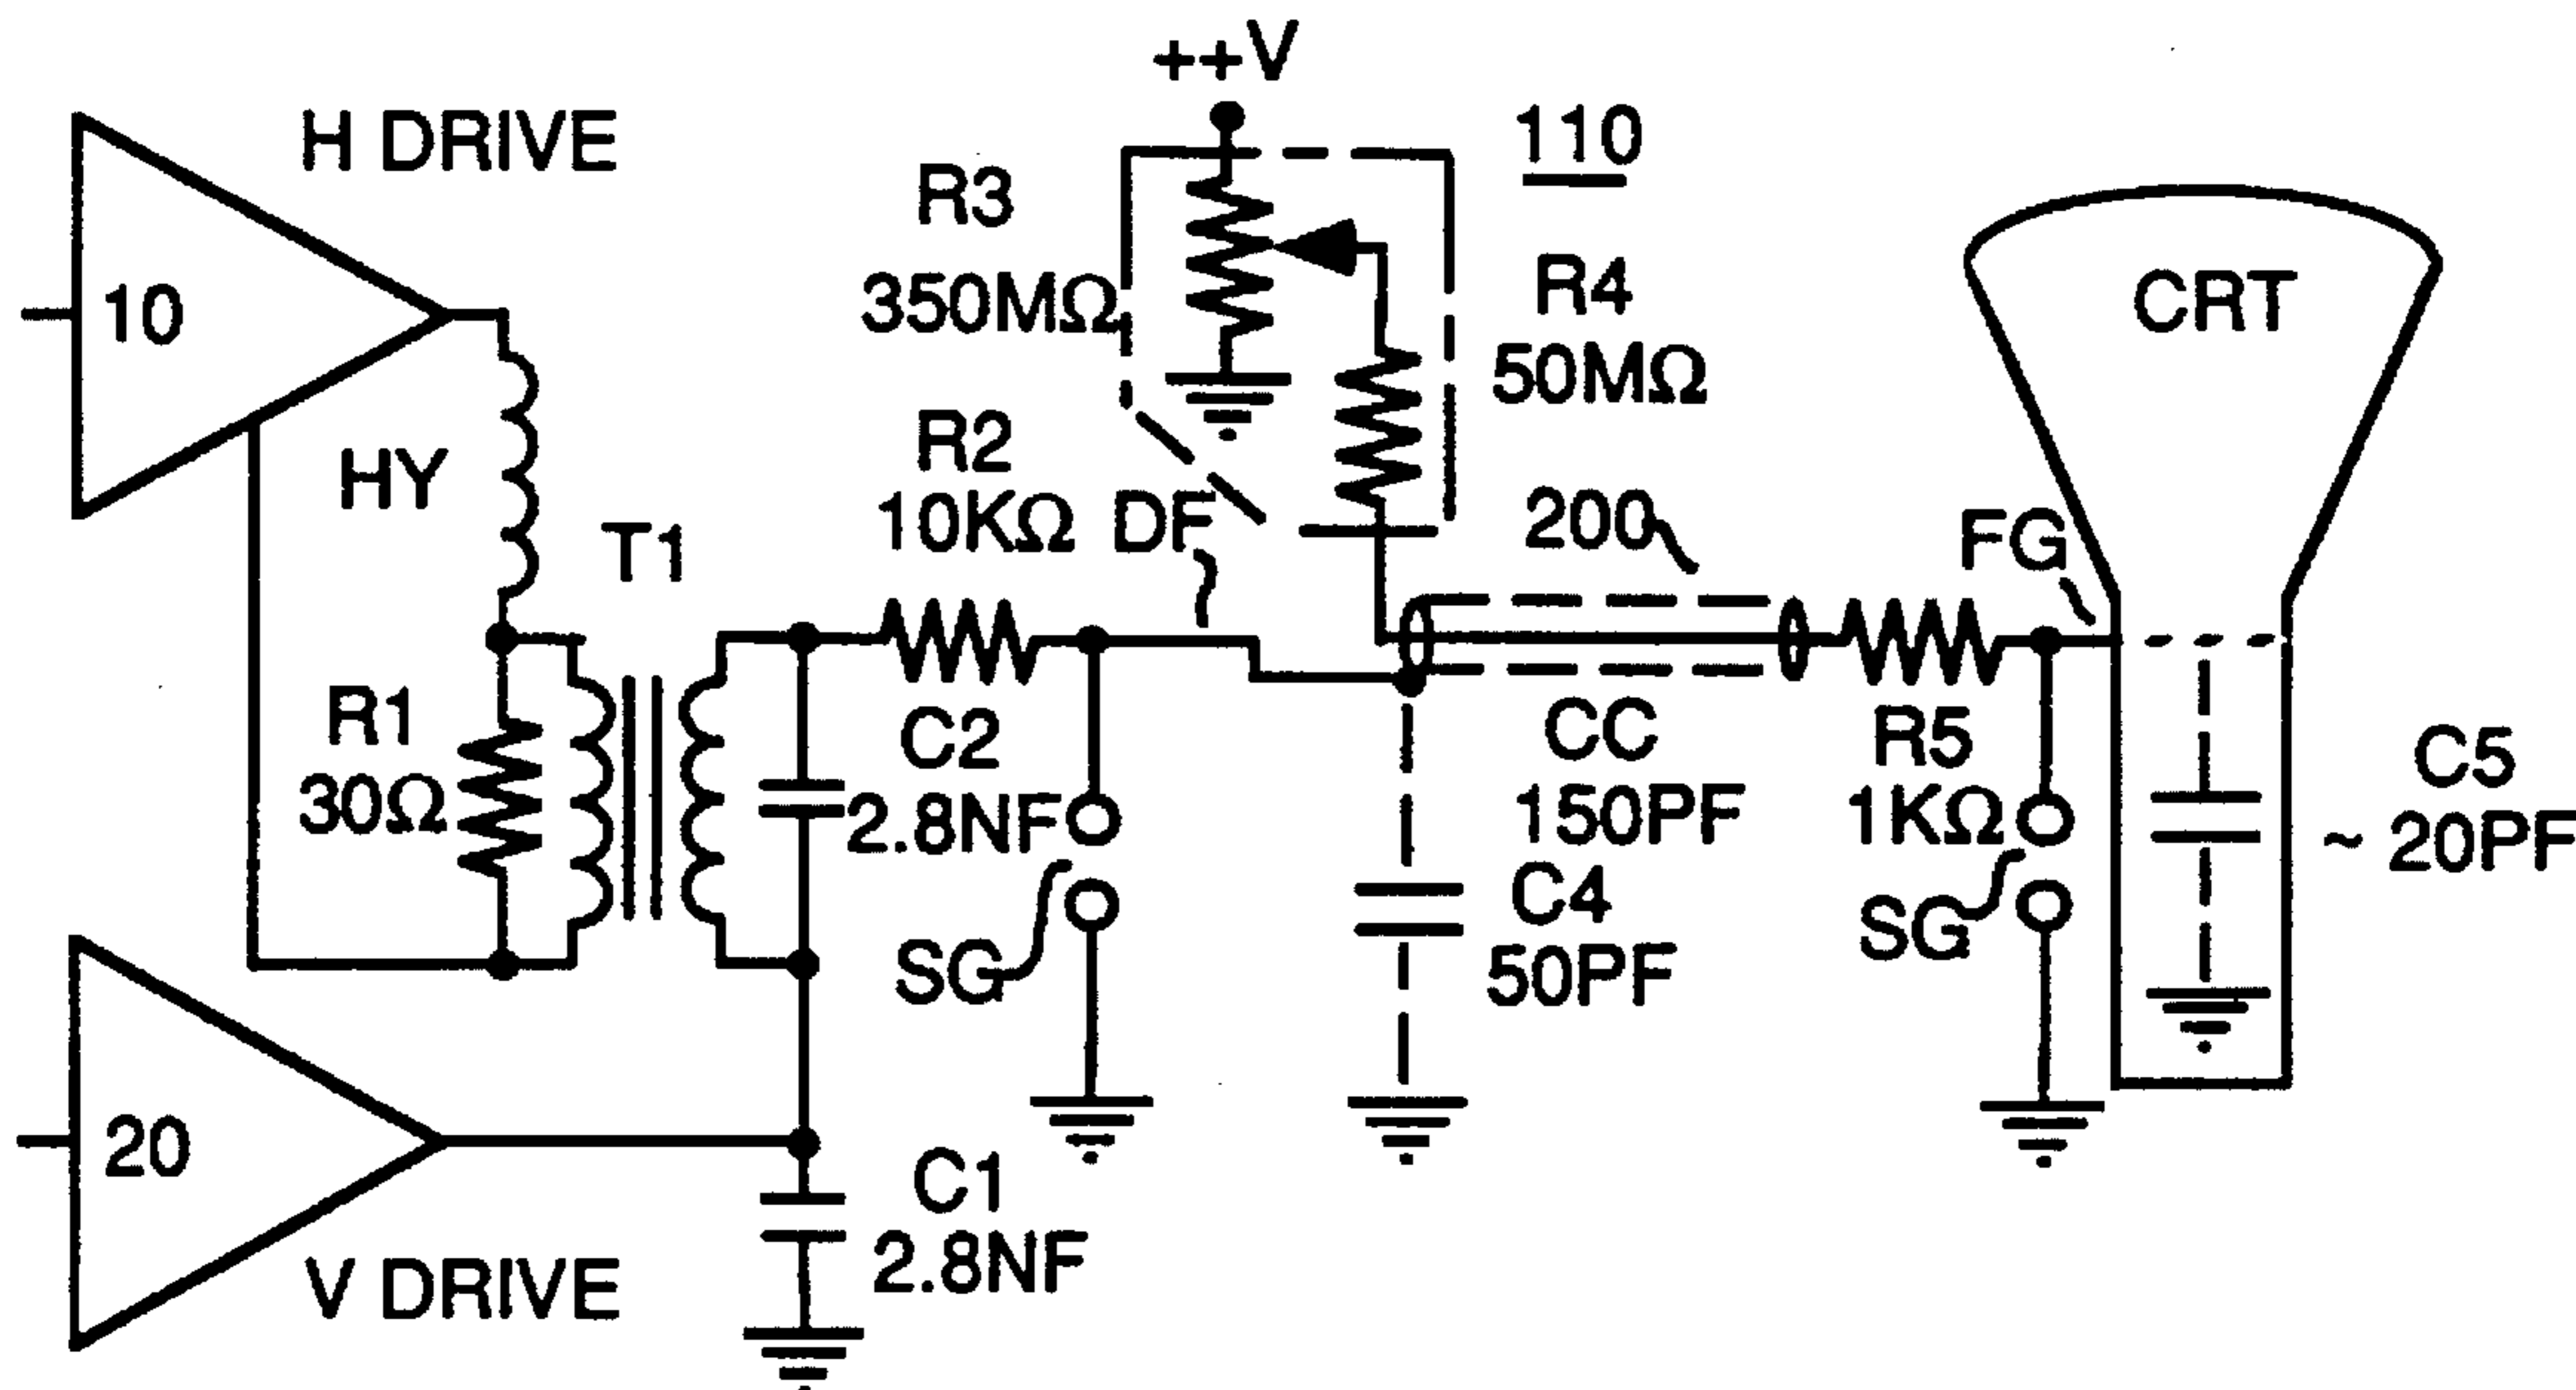 ++V
H DRIVE
110
R3
350MΩ
R4
50MΩ
CRT
10
HY
R2
10KΩ
DF
200
FG
T1
R1
30Ω
C2
2.8NF
CC
150PF
R5
1KΩ
C5
~ 20PF
SG
C4
50PF
SG
20
C1
2.8NF
V DRIVE